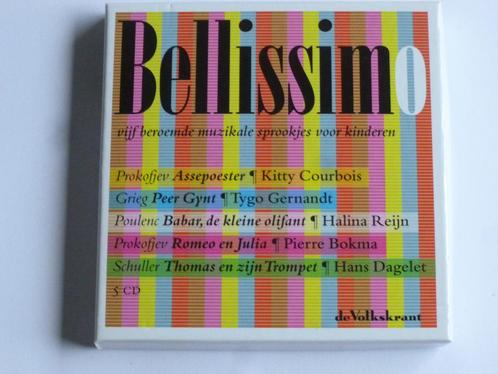 Bellissimo
vijf beroemde muzikale sprookjes voor kinderen
Prokofjev Assepoester ¶ Kitty Courbois
Grieg Peer Gynt ¶ Tygo Gernandt
Poulenc Babar, de kleine olifant ¶ Halina Reijn
Prokofjev Romeo en Julia ¶ Pierre Bokma
Schuller Thomas en zijn Trompet ¶ Hans Dagelet
5 CD
de Volkskrant